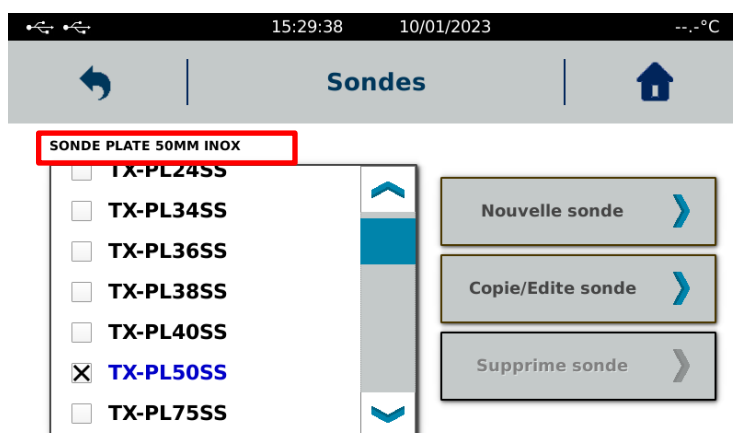 15:29:38 10/01/2023 --.-°C
Sondes
SONDE PLATE 50MM INOX
TX-PL24SS
TX-PL34SS
TX-PL36SS
TX-PL38SS
TX-PL40SS
TX-PL50SS
TX-PL75SS
Nouvelle sonde
Copie/Edite sonde
Supprime sonde